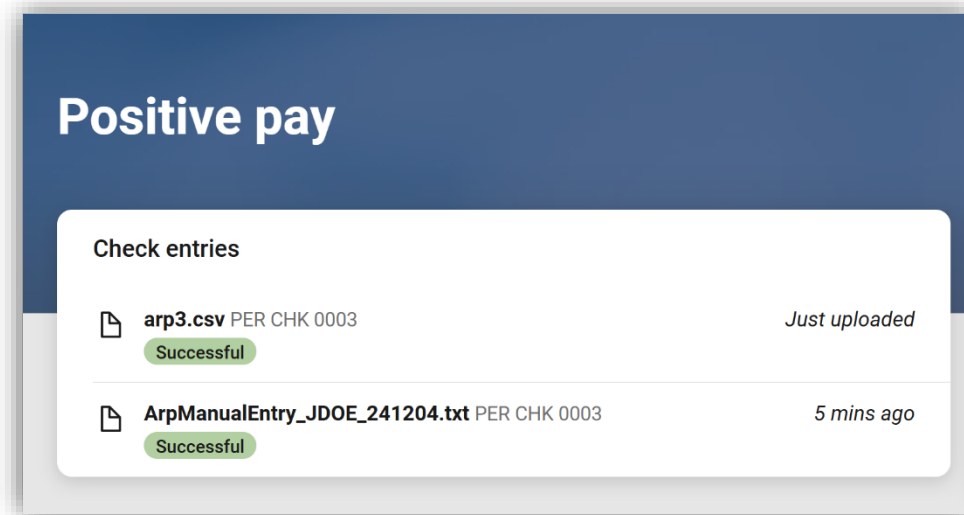 Positive pay
Check entries
arp3.csv PER CHK 0003 Just uploaded
Successful
ArpManualEntry_JDOE_241204.txt PER CHK 0003 5 mins ago
Successful